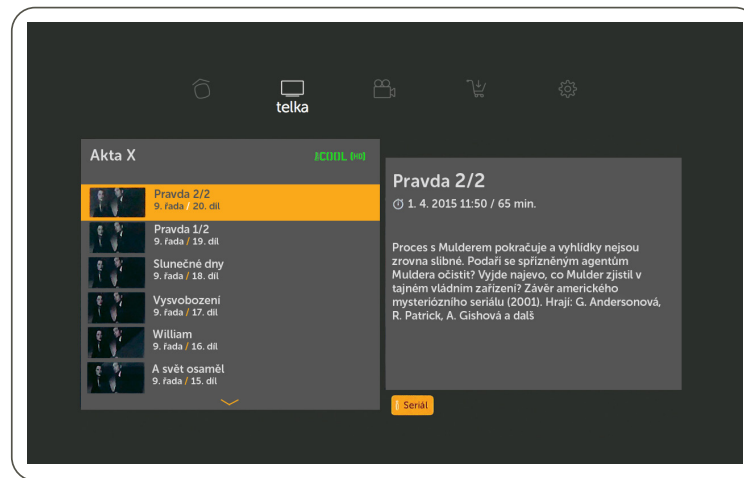 telka
Akta X
COOL [HD]
Pravda 2/2
9. řada / 20. díl
Pravda 1/2
9. řada / 19. díl
Slunečné dny
9. řada / 18. díl
Vysvobození
9. řada / 17. díl
William
9. řada / 16. díl
A svět osaměl
9. řada / 15. díl
Pravda 2/2
1. 4. 2015 11:50 / 65 min.
Proces s Mulderem pokračuje a vyhlídky nejsou
zrovna slibné. Podaří se spřízněným agentům
Muldera očistit? Vyjde najevo, co Mulder zjistil v
tajném vládním zařízení? Závěr amerického
mysteriózního seriálu (2001). Hrají: G. Andersonová,
R. Patrick, A. Gishová a dalš
Seriál